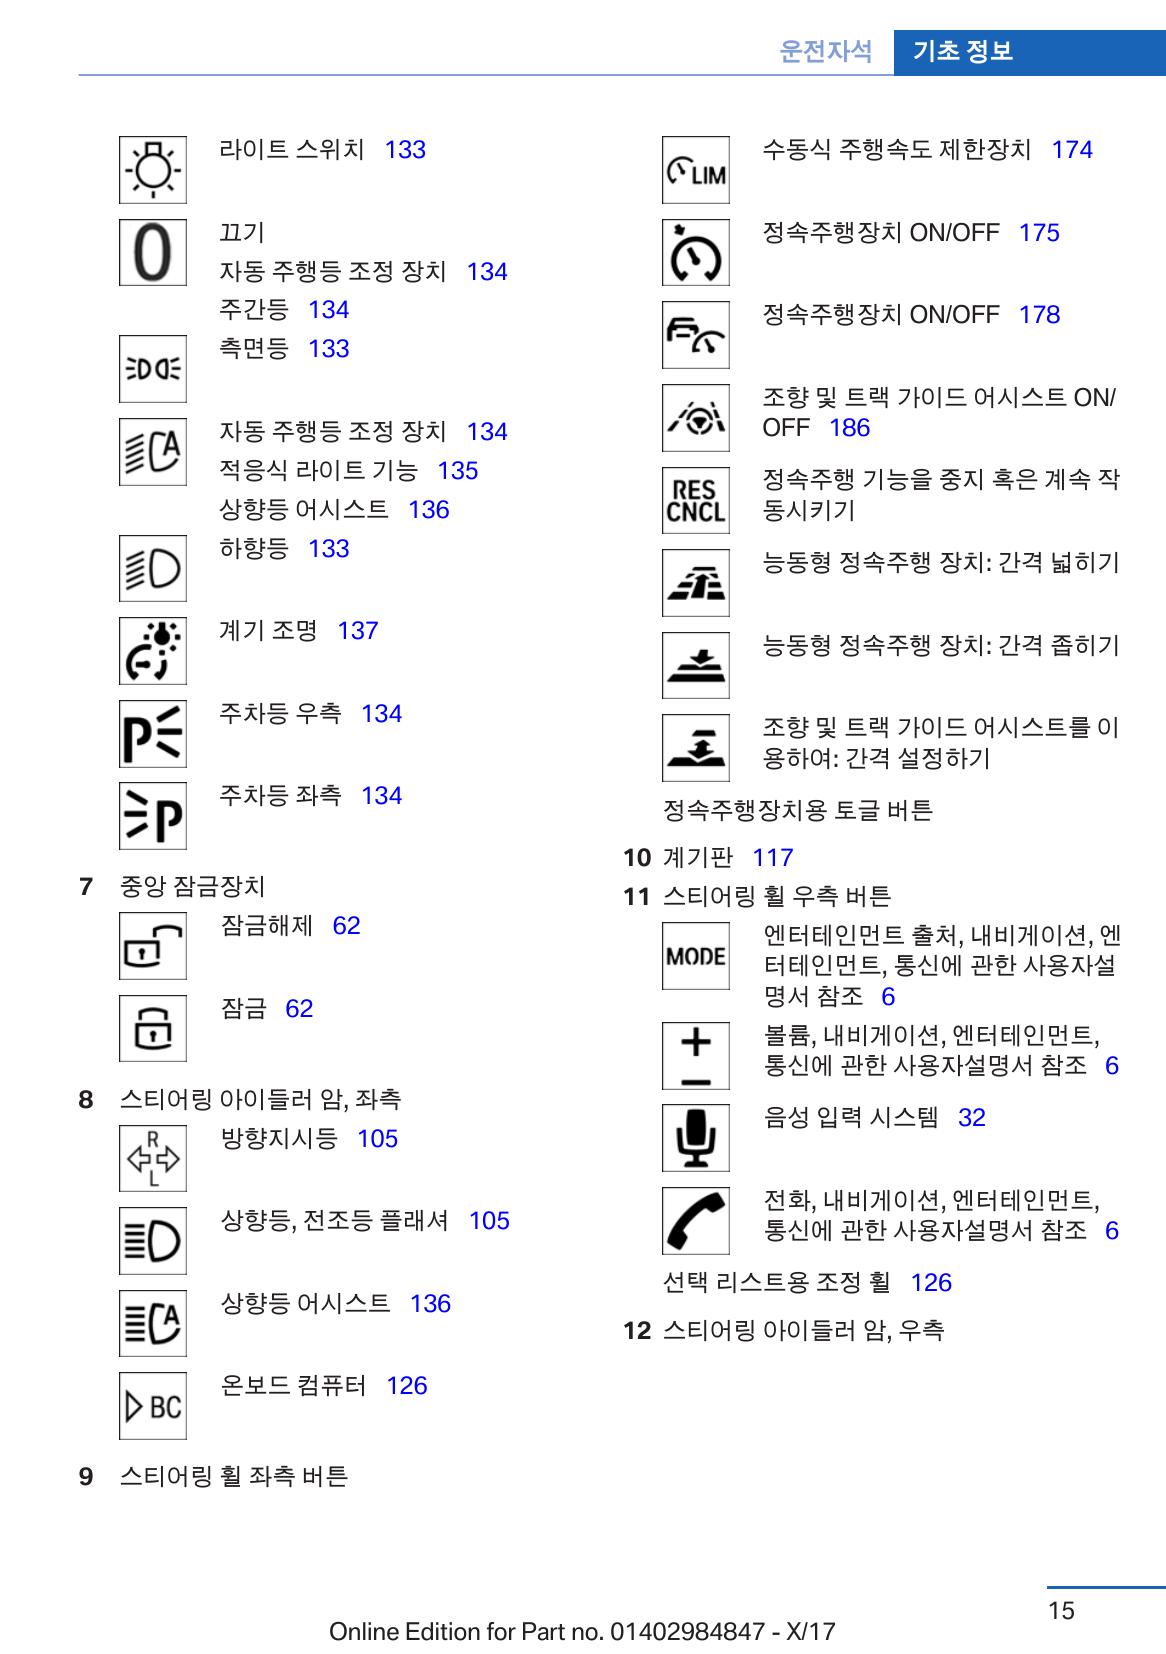 운전자석 기초 정보
라이트 스위치 133
0
끄기
자동 주행등 조정 장치 134
주간등 134
측면등 133
A
자동 주행등 조정 장치 134
적응식 라이트 기능 135
상향등 어시스트 136
하향등 133
계기 조명 137
P
주차등 우측 134
P
주차등 좌측 134
7 중앙 잠금장치
잠금해제 62
잠금 62
8 스티어링 아이들러 암, 좌측
R
L
방향지시등 105
상향등, 전조등 플래셔 105
A
상향등 어시스트 136
BC
온보드 컴퓨터 126
9 스티어링 휠 좌측 버튼
LIM
수동식 주행속도 제한장치 174
정속주행장치 ON/OFF 175
정속주행장치 ON/OFF 178
조향 및 트랙 가이드 어시스트 ON/
OFF 186
RES
CNCL
정속주행 기능을 중지 혹은 계속 작
동시키기
능동형 정속주행 장치: 간격 넓히기
능동형 정속주행 장치: 간격 좁히기
조향 및 트랙 가이드 어시스트를 이
용하여: 간격 설정하기
정속주행장치용 토글 버튼
10 계기판 117
11 스티어링 휠 우측 버튼
MODE
엔터테인먼트 출처, 내비게이션, 엔
터테인먼트, 통신에 관한 사용자설
명서 참조 6
+
–
볼륨, 내비게이션, 엔터테인먼트,
통신에 관한 사용자설명서 참조 6
음성 입력 시스템 32
전화, 내비게이션, 엔터테인먼트,
통신에 관한 사용자설명서 참조 6
선택 리스트용 조정 휠 126
12 스티어링 아이들러 암, 우측
15
Online Edition for Part no. 01402984847 - X/17